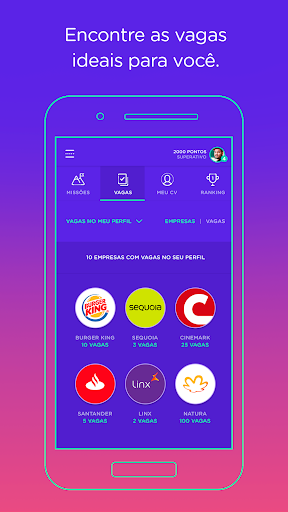 Encontre as vagas
ideais para você.
2000 PONTOS
SUPERATIVO
MISSÕES VAGAS MEU CV RANKING
VAGAS NO MEU PERFIL EMPRESAS | VAGAS
10 EMPRESAS COM VAGAS NO SEU PERFIL
BURGER KING sequoia C
BURGER KING SEQUOIA CINEMARK
10 VAGAS 3 VAGAS 23 VAGAS
linx natura
SANTANDER LINX NATURA
5 VAGAS 2 VAGAS 100 VAGAS